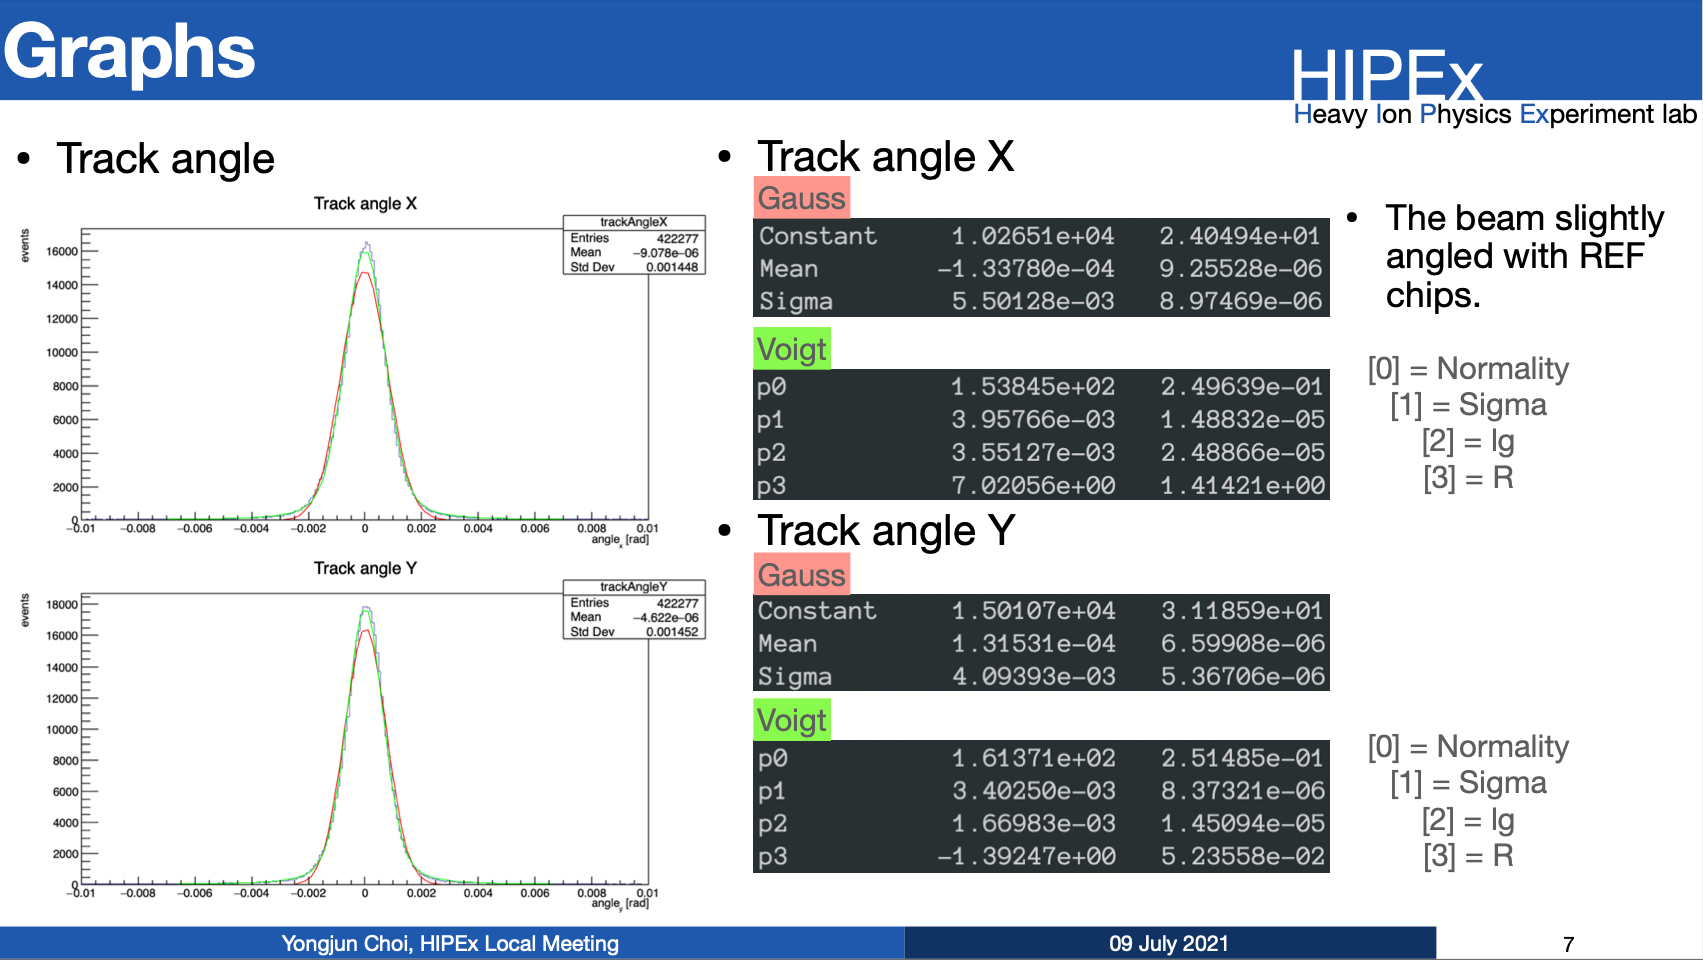 Graphs
HIPEx
Heavy Ion Physics Experiment lab
• Track angle
Track angle X
trackAngleX
Entries 422277
Mean −9.078e−06
Std Dev 0.001448
events
16000
14000
12000
10000
8000
6000
4000
2000
0
−0.01 −0.008 −0.006 −0.004 −0.002 0 0.002 0.004 0.006 0.008 0.01
angle_x [rad]
Track angle Y
trackAngleY
Entries 422277
Mean −4.622e−06
Std Dev 0.001452
events
18000
16000
14000
12000
10000
8000
6000
4000
2000
0
−0.01 −0.008 −0.006 −0.004 −0.002 0 0.002 0.004 0.006 0.008 0.01
angle_y [rad]
• Track angle X
Gauss
Constant 1.02651e+04 2.40494e+01
Mean −1.33780e−04 9.25528e−06
Sigma 5.50128e−03 8.97469e−06
Voigt
p0 1.53845e+02 2.49639e−01
p1 3.95766e−03 1.48832e−05
p2 3.55127e−03 2.48866e−05
p3 7.02056e+00 1.41421e+00
• Track angle Y
Gauss
Constant 1.50107e+04 3.11859e+01
Mean 1.31531e−04 6.59908e−06
Sigma 4.09393e−03 5.36706e−06
Voigt
p0 1.61371e+02 2.51485e−01
p1 3.40250e−03 8.37321e−06
p2 1.66983e−03 1.45094e−05
p3 −1.39247e+00 5.23558e−02
• The beam slightly
angled with REF
chips.
[0] = Normality
[1] = Sigma
[2] = lg
[3] = R
[0] = Normality
[1] = Sigma
[2] = lg
[3] = R
Yongjun Choi, HIPEx Local Meeting
09 July 2021
7